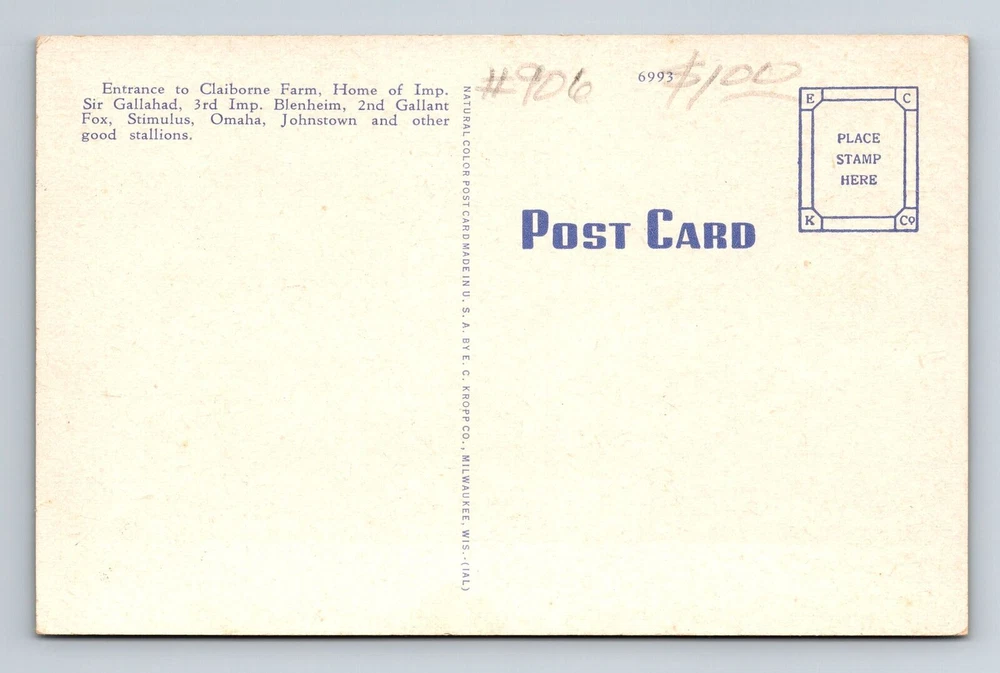 Entrance to Claiborne Farm, Home of Imp.
Sir Gallahad, 3rd Imp. Blenheim, 2nd Gallant
Fox, Stimulus, Omaha, Johnstown and other
good stallions.
NATURAL COLOR POST CARD MADE IN U. S. A. BY E. C. KROPP CO., MILWAUKEE, WIS.-(IAL)
#906
6993
$100
POST CARD
E C
PLACE
STAMP
HERE
K Co